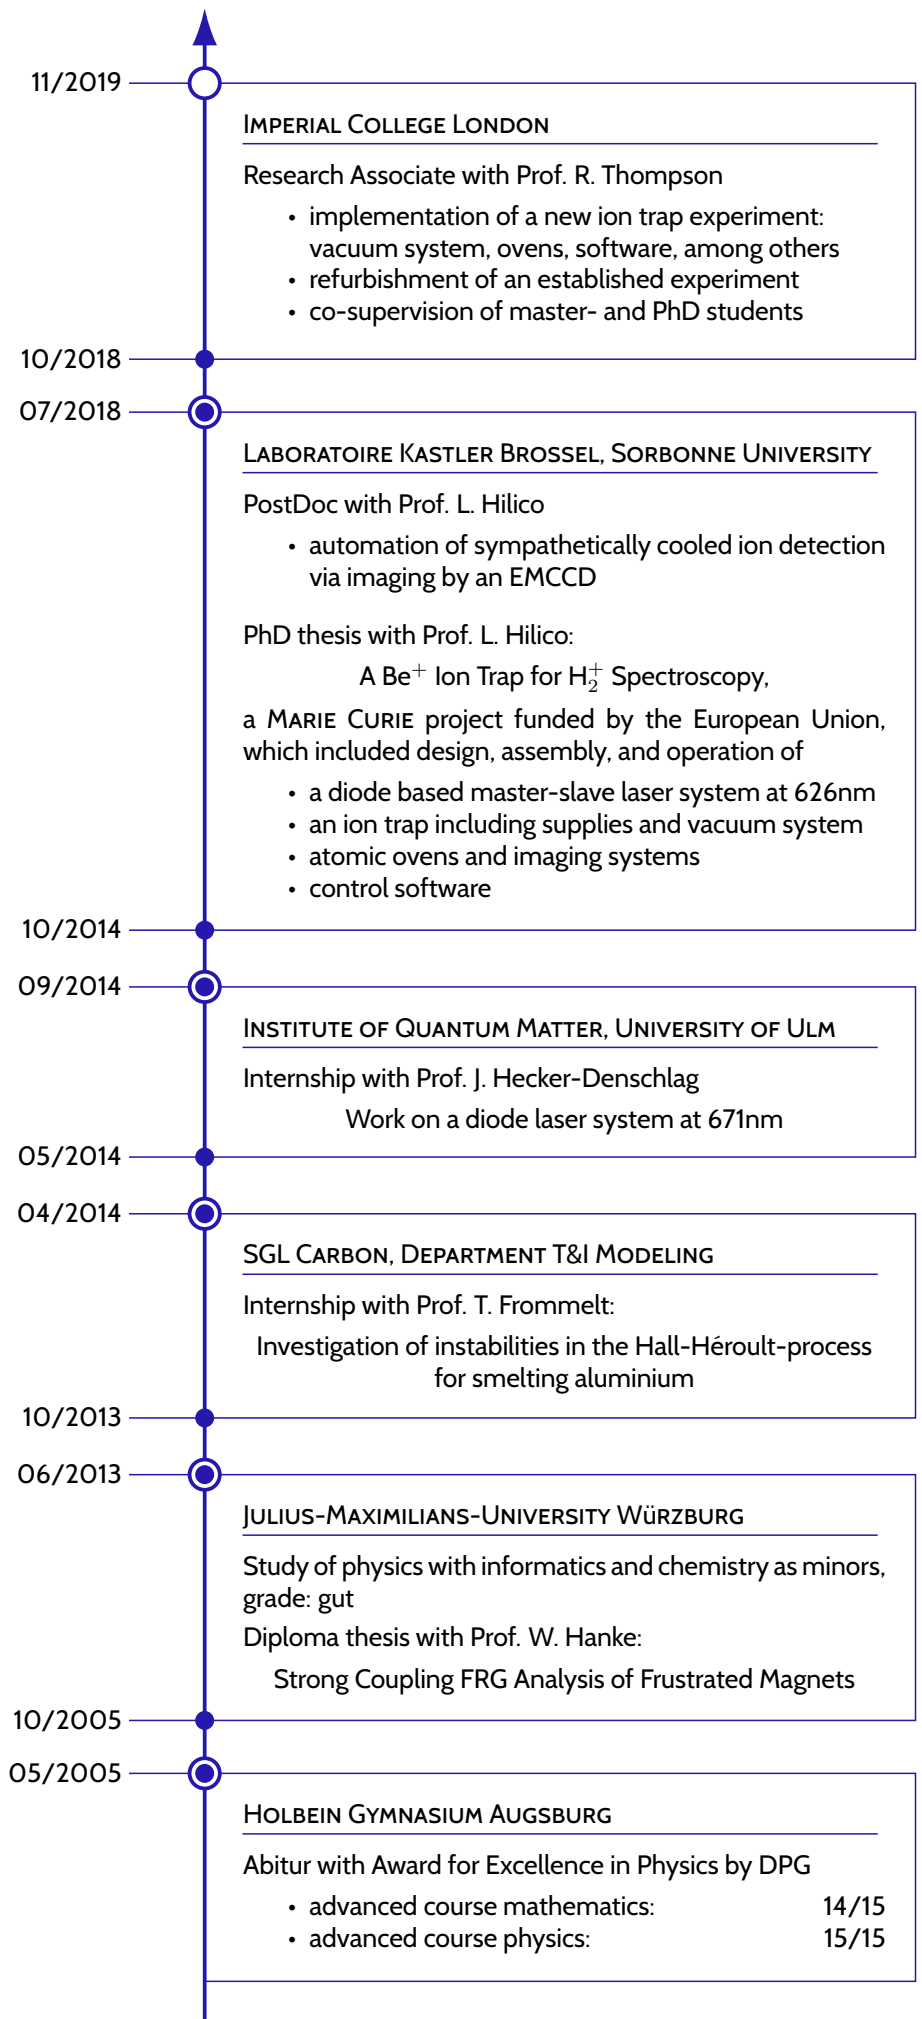 11/2019
IMPERIAL COLLEGE LONDON
Research Associate with Prof. R. Thompson
• implementation of a new ion trap experiment:
vacuum system, ovens, software, among others
• refurbishment of an established experiment
• co-supervision of master- and PhD students
10/2018
07/2018
LABORATOIRE KASTLER BROSSEL, SORBONNE UNIVERSITY
PostDoc with Prof. L. Hilico
• automation of sympathetically cooled ion detection
via imaging by an EMCCD
PhD thesis with Prof. L. Hilico:
A Be⁺ Ion Trap for H₂⁺ Spectroscopy,
a MARIE CURIE project funded by the European Union,
which included design, assembly, and operation of
• a diode based master-slave laser system at 626nm
• an ion trap including supplies and vacuum system
• atomic ovens and imaging systems
• control software
10/2014
09/2014
INSTITUTE OF QUANTUM MATTER, UNIVERSITY OF ULM
Internship with Prof. J. Hecker-Denschlag
Work on a diode laser system at 671nm
05/2014
04/2014
SGL CARBON, DEPARTMENT T&I MODELING
Internship with Prof. T. Frommelt:
Investigation of instabilities in the Hall-Héroult-process
for smelting aluminium
10/2013
06/2013
JULIUS-MAXIMILIANS-UNIVERSITY WÜRZBURG
Study of physics with informatics and chemistry as minors,
grade: gut
Diploma thesis with Prof. W. Hanke:
Strong Coupling FRG Analysis of Frustrated Magnets
10/2005
05/2005
HOLBEIN GYMNASIUM AUGSBURG
Abitur with Award for Excellence in Physics by DPG
• advanced course mathematics: 14/15
• advanced course physics: 15/15